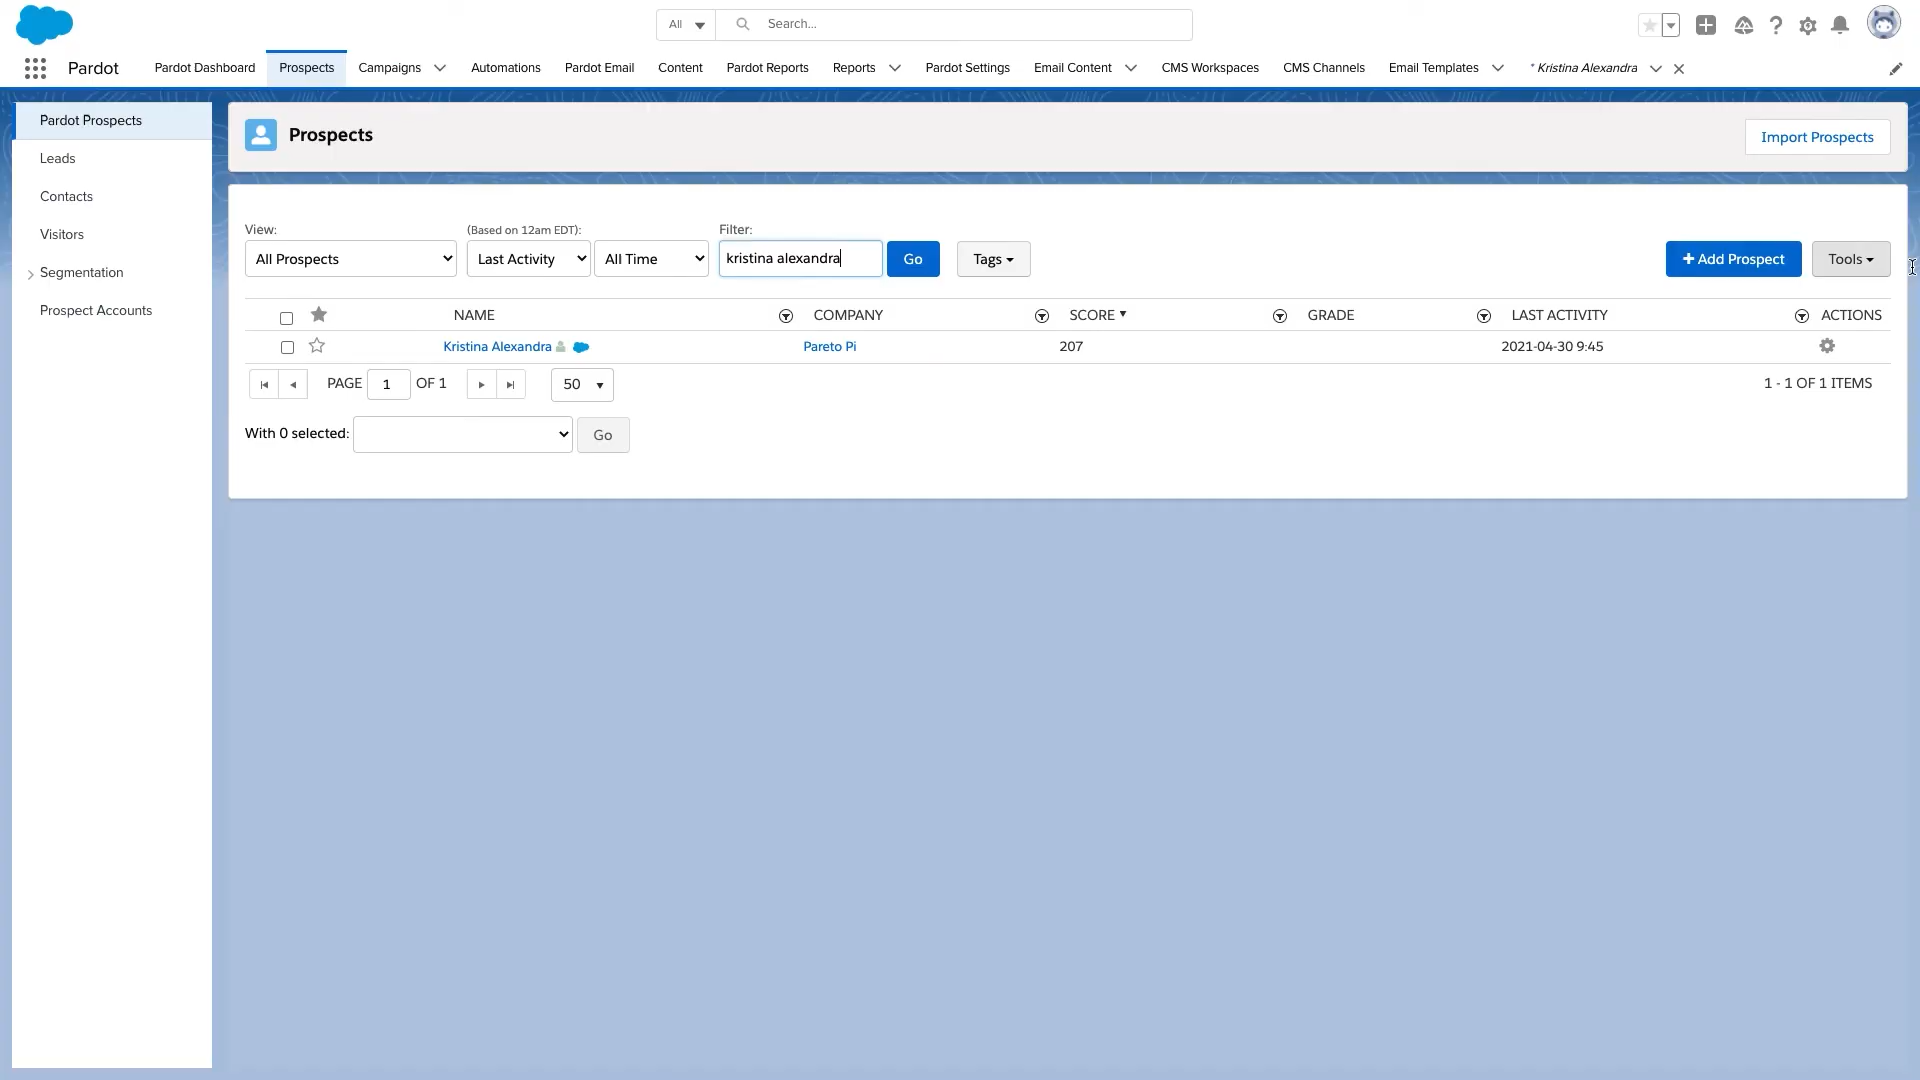 All
Search...
Pardot
Pardot Dashboard
Prospects
Campaigns
Automations
Pardot Email
Content
Pardot Reports
Reports
Pardot Settings
Email Content
CMS Workspaces
CMS Channels
Email Templates
* Kristina Alexandra
Pardot Prospects
Leads
Contacts
Visitors
Segmentation
Prospect Accounts
Prospects
Import Prospects
View:
(Based on 12am EDT):
Filter:
All Prospects
Last Activity
All Time
kristina alexandra
Go
Tags
+ Add Prospect
Tools
NAME
COMPANY
SCORE
GRADE
LAST ACTIVITY
ACTIONS
Kristina Alexandra
Pareto Pi
207
2021-04-30 9:45
PAGE 1 OF 1
50
1 - 1 OF 1 ITEMS
With 0 selected:
Go